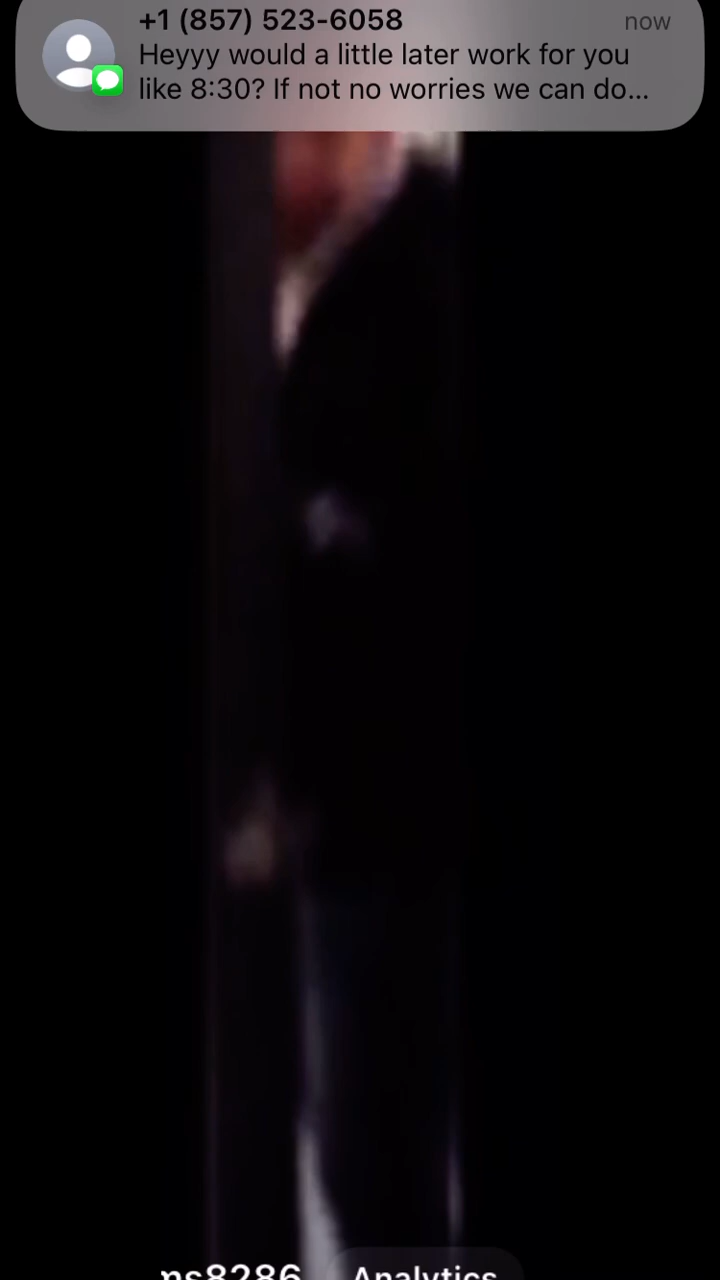 +1 (857) 523-6058
now
Heyyy would a little later work for you
like 8:30? If not no worries we can do...
ns8286
Analytics